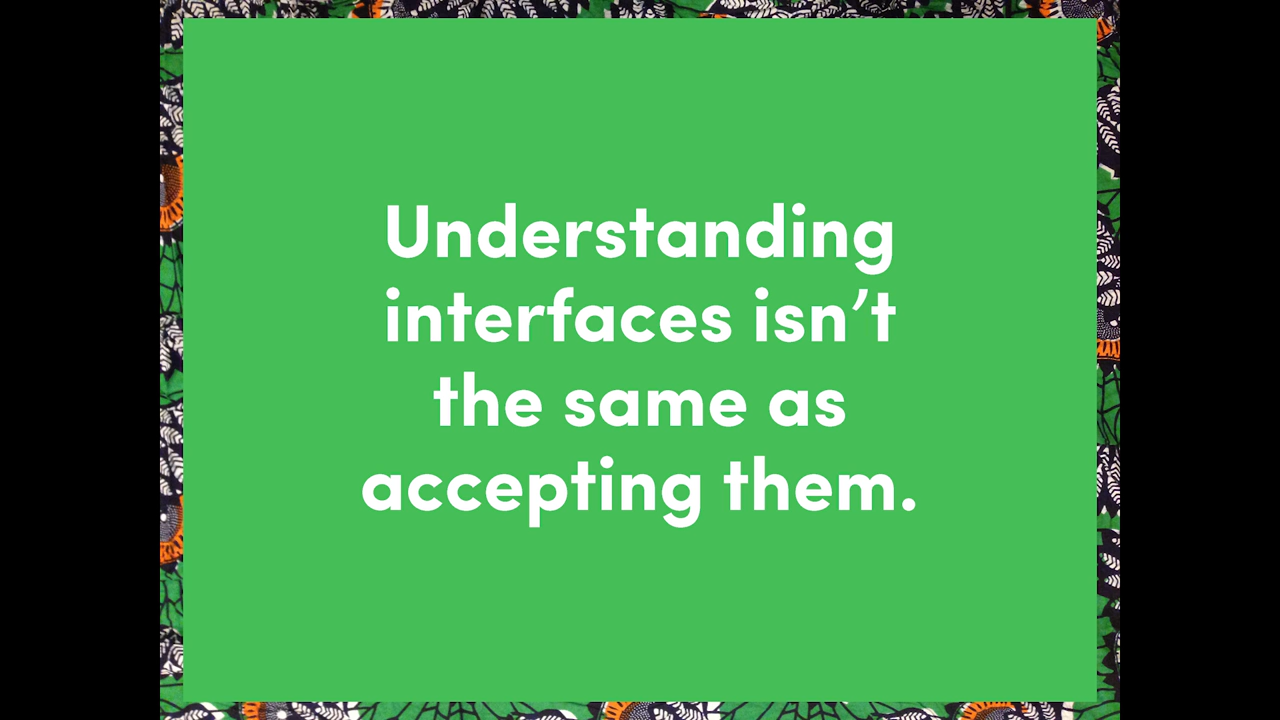 Understanding
interfaces isn’t
the same as
accepting them.